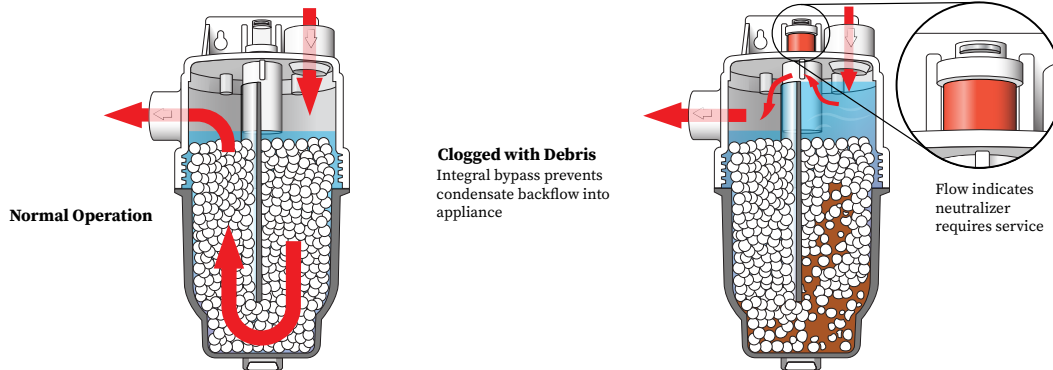 Normal Operation
Clogged with Debris
Integral bypass prevents
condensate backflow into
appliance
Flow indicates
neutralizer
requires service